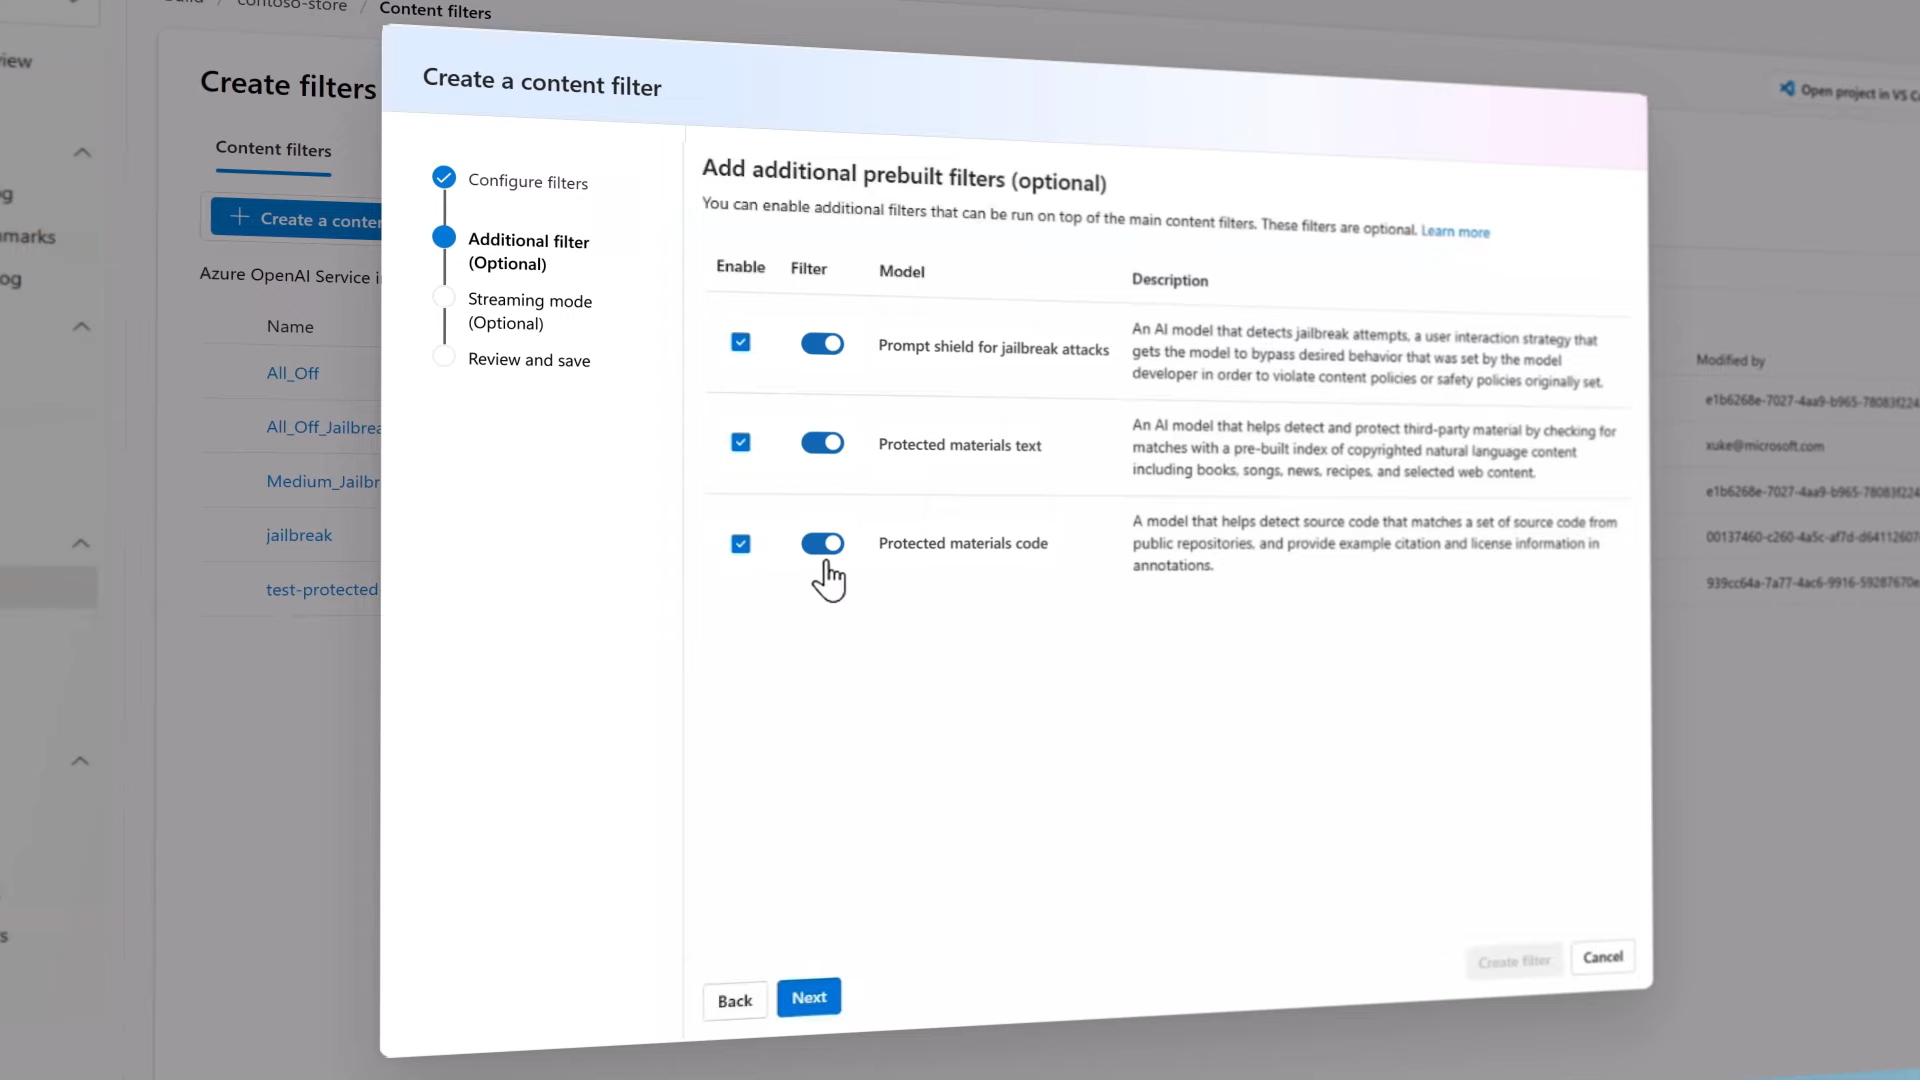 contoso-store / Content filters
Create filters
Open project in VS
Content filters
Create a
Azure OpenAI Service
Name
Modified by
All_Off
All_Off_Jailbrea
Medium_Jailbr
jailbreak
test-protected
e1b6268e-7027-4aa9-b965-78083f224
xuke@microsoft.com
e1b6268e-7027-4aa9-b965-78083f224
00137460-c260-4a5c-af7d-d6411260
939cc64a-7a77-4ac6-9916-59287670e
Create a content filter
Configure filters
Additional filter
(Optional)
Streaming mode
(Optional)
Review and save
Add additional prebuilt filters (optional)
You can enable additional filters that can be run on top of the main content filters. These filters are optional. Learn more
Enable Filter Model Description
Prompt shield for jailbreak attacks
An AI model that detects jailbreak attempts, a user interaction strategy that
gets the model to bypass desired behavior that was set by the model
developer in order to violate content policies or safety policies originally set.
Protected materials text
An AI model that helps detect and protect third-party material by checking for
matches with a pre-built index of copyrighted natural language content
including books, songs, news, recipes, and selected web content.
Protected materials code
A model that helps detect source code that matches a set of source code from
public repositories, and provide example citation and license information in
annotations.
Back Next
Create filter Cancel